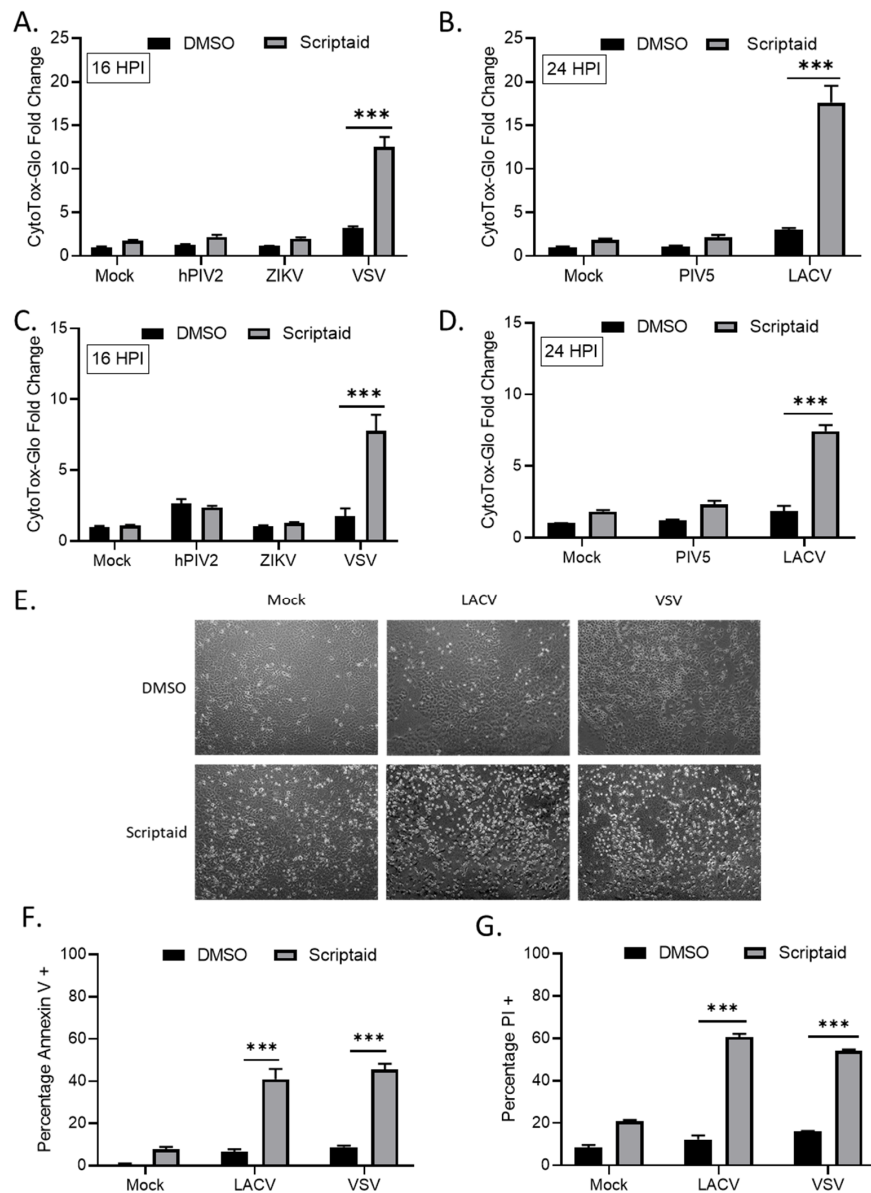 A.
DMSO Scriptaid
16 HPI
CytoTox-Glo Fold Change
25
20
15
10
5
0
***
Mock hPIV2 ZIKV VSV
B.
DMSO Scriptaid
24 HPI
CytoTox-Glo Fold Change
25
20
15
10
5
0
***
Mock PIV5 LACV
C.
DMSO Scriptaid
16 HPI
CytoTox-Glo Fold Change
15
10
5
0
***
Mock hPIV2 ZIKV VSV
D.
DMSO Scriptaid
24 HPI
CytoTox-Glo Fold Change
15
10
5
0
***
Mock PIV5 LACV
E.
Mock LACV VSV
DMSO
Scriptaid
F.
DMSO Scriptaid
Percentage Annexin V +
100
80
60
40
20
0
*** ***
Mock LACV VSV
G.
DMSO Scriptaid
Percentage PI +
100
80
60
40
20
0
*** ***
Mock LACV VSV